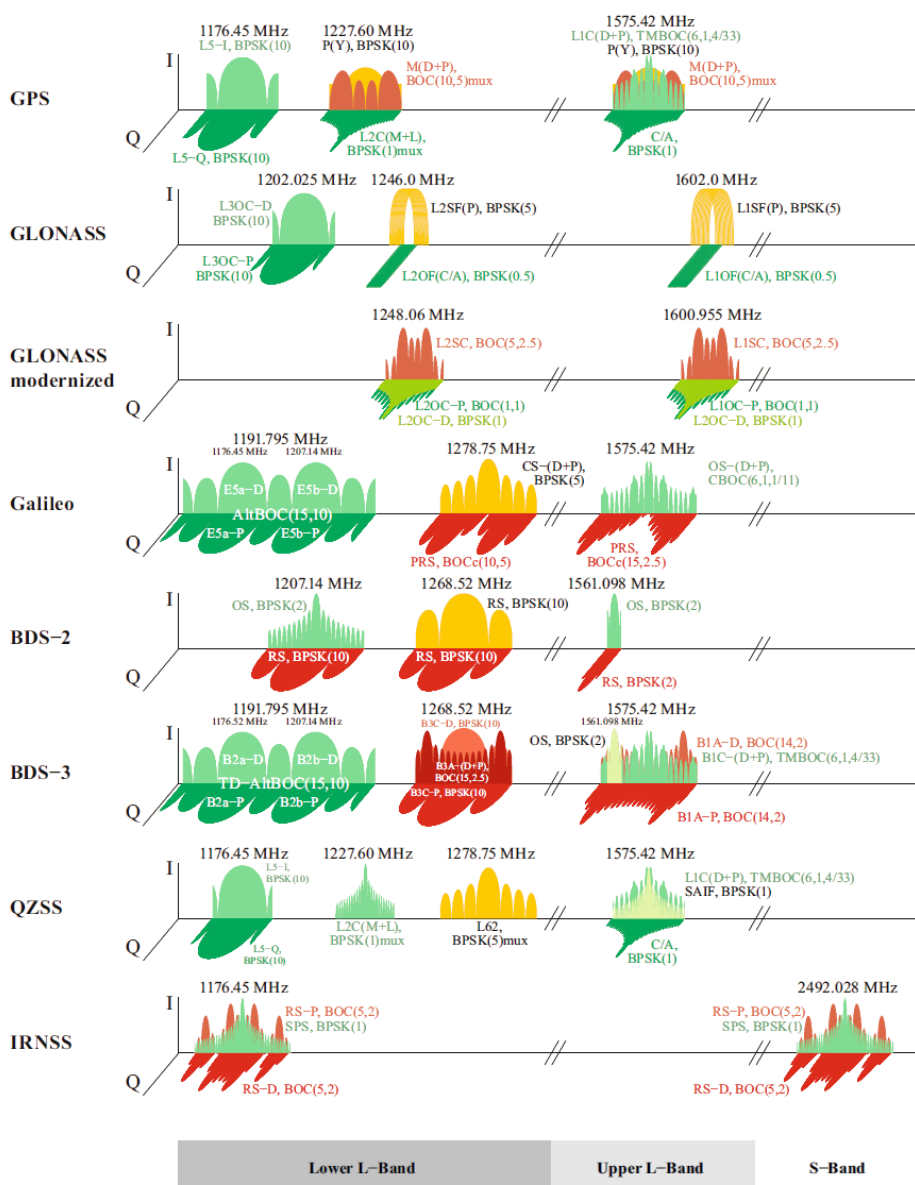 1176.45 MHz
L5−I, BPSK(10)
1227.60 MHz
P(Y), BPSK(10)
1575.42 MHz
L1C(D+P), TMBOC(6,1,4/33)
P(Y), BPSK(10)
I
M(D+P),
BOC(10,5)mux
M(D+P),
BOC(10,5)mux
GPS
Q
L5−Q, BPSK(10)
L2C(M+L),
BPSK(1)mux
C/A,
BPSK(1)
1202.025 MHz
1246.0 MHz
1602.0 MHz
I
L3OC−D
BPSK(10)
L2SF(P), BPSK(5)
L1SF(P), BPSK(5)
GLONASS
Q
L3OC−P
BPSK(10)
L2OF(C/A), BPSK(0.5)
L1OF(C/A), BPSK(0.5)
1248.06 MHz
1600.955 MHz
I
L2SC, BOC(5,2.5)
L1SC, BOC(5,2.5)
GLONASS
modernized
Q
L2OC−P, BOC(1,1)
L2OC−D, BPSK(1)
L1OC−P, BOC(1,1)
L2OC−D, BPSK(1)
1191.795 MHz
1176.45 MHz
1207.14 MHz
1278.75 MHz
1575.42 MHz
I
E5a−D
E5b−D
CS−(D+P),
BPSK(5)
OS−(D+P),
CBOC(6,1,1/11)
Galileo
AltBOC(15,10)
Q
E5a−P
E5b−P
PRS, BOCc(10,5)
PRS,
BOCc(15,2.5)
1207.14 MHz
1268.52 MHz
1561.098 MHz
I
OS, BPSK(2)
RS, BPSK(10)
OS, BPSK(2)
BDS−2
Q
RS, BPSK(10)
RS, BPSK(10)
RS, BPSK(2)
1191.795 MHz
1176.52 MHz
1207.14 MHz
1268.52 MHz
B3C−D, BPSK(10)
1575.42 MHz
1561.098 MHz
I
B2a−D
B2b−D
B3A−(D+P),
BOC(15,2.5)
OS, BPSK(2)
B1A−D, BOC(14,2)
B1C−(D+P), TMBOC(6,1,4/33)
BDS−3
TD−AltBOC(15,10)
Q
B2a−P
B2b−P
B3C−P, BPSK(10)
B1A−P, BOC(14,2)
1176.45 MHz
1227.60 MHz
1278.75 MHz
1575.42 MHz
I
L5−I,
BPSK(10)
L1C(D+P), TMBOC(6,1,4/33)
SAIF, BPSK(1)
QZSS
Q
L5−Q,
BPSK(10)
L2C(M+L),
BPSK(1)mux
L62,
BPSK(5)mux
C/A,
BPSK(1)
1176.45 MHz
2492.028 MHz
I
RS−P, BOC(5,2)
SPS, BPSK(1)
RS−P, BOC(5,2)
SPS, BPSK(1)
IRNSS
Q
RS−D, BOC(5,2)
RS−D, BOC(5,2)
Lower L−Band
Upper L−Band
S−Band